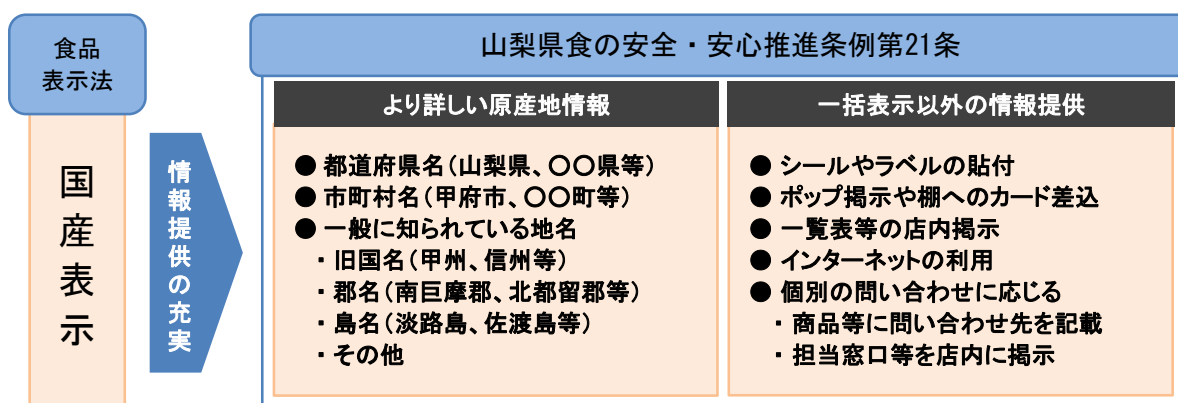 食品
表示法
国産表示
情報提供の充実
山梨県食の安全・安心推進条例第21条
より詳しい原産地情報
● 都道府県名（山梨県、〇〇県等）
● 市町村名（甲府市、〇〇町等）
● 一般に知られている地名
・旧国名（甲州、信州等）
・郡名（南巨摩郡、北都留郡等）
・島名（淡路島、佐渡島等）
・その他
一括表示以外の情報提供
● シールやラベルの貼付
● ポップ掲示や棚へのカード差込
● 一覧表等の店内掲示
● インターネットの利用
● 個別の問い合わせに応じる
・商品等に問い合わせ先を記載
・担当窓口等を店内に掲示